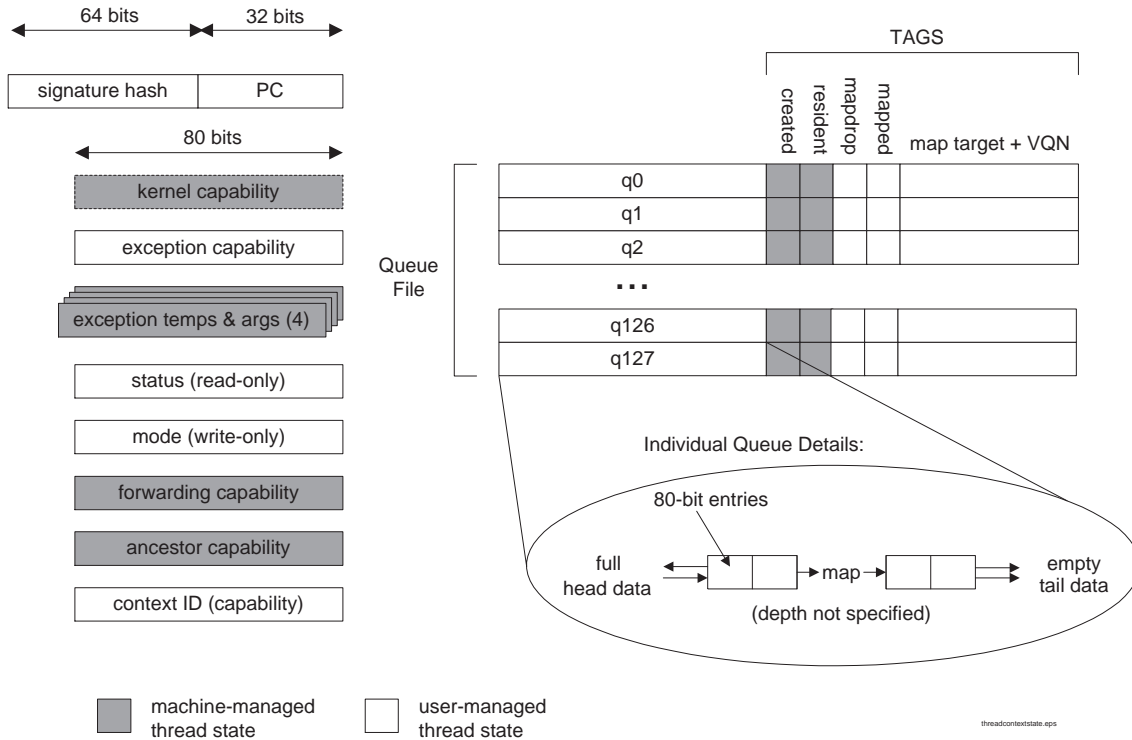 64 bits
32 bits
signature hash
PC
80 bits
kernel capability
exception capability
exception temps & args (4)
status (read-only)
mode (write-only)
forwarding capability
ancestor capability
context ID (capability)
TAGS
created
resident
mapdrop
mapped
map target + VQN
Queue
File
q0
q1
q2
...
q126
q127
Individual Queue Details:
80-bit entries
full
head data
map
empty
tail data
(depth not specified)
machine-managed
thread state
user-managed
thread state
threadcontextstate.eps